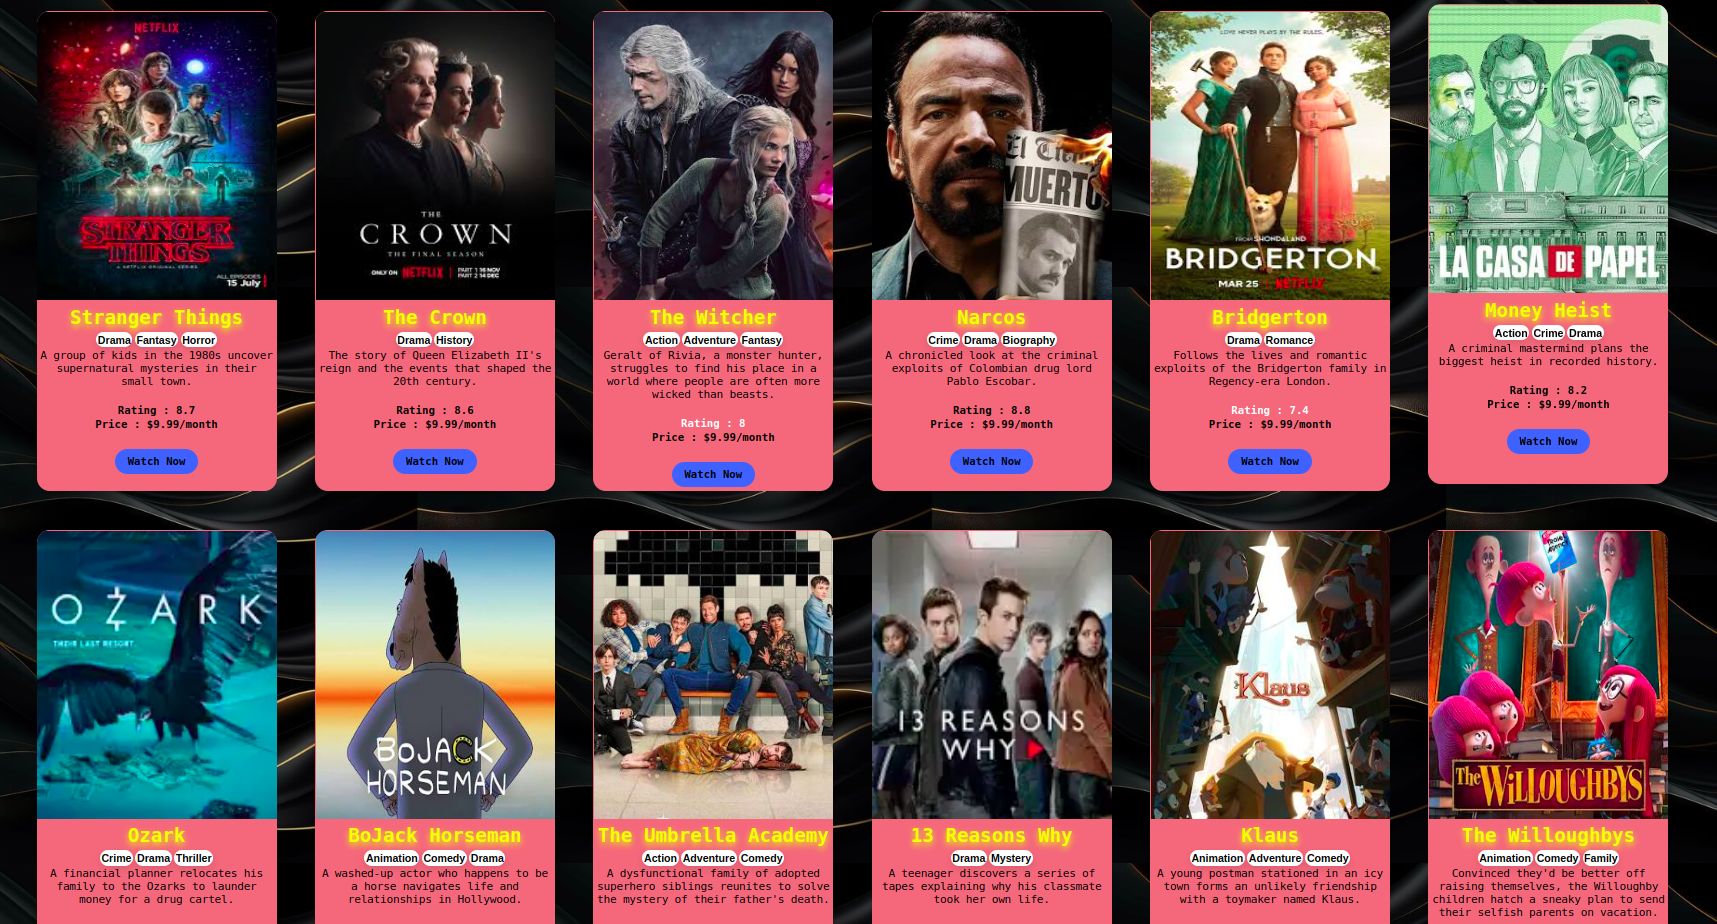 NETFLIX
STRANGER
THINGS
A NETFLIX ORIGINAL SERIES
ALL EPISODES
15 July
Stranger Things
Drama Fantasy Horror
A group of kids in the 1980s uncover
supernatural mysteries in their
small town.
Rating : 8.7
Price : $9.99/month
Watch Now
THE
CROWN
THE FINAL SEASON
ONLY ON NETFLIX | PART 1 16 NOV
PART 2 14 DEC
The Crown
Drama History
The story of Queen Elizabeth II's
reign and the events that shaped the
20th century.
Rating : 8.6
Price : $9.99/month
Watch Now
The Witcher
Action Adventure Fantasy
Geralt of Rivia, a monster hunter,
struggles to find his place in a
world where people are often more
wicked than beasts.
Rating : 8
Price : $9.99/month
Watch Now
El
MUERTO
Narcos
Crime Drama Biography
A chronicled look at the criminal
exploits of Colombian drug lord
Pablo Escobar.
Rating : 8.8
Price : $9.99/month
Watch Now
LOVE NEVER PLAYS BY THE RULES.
FROM SHONDALAND
BRIDGERTON
MAR 25 | NETFLIX
Bridgerton
Drama Romance
Follows the lives and romantic
exploits of the Bridgerton family in
Regency-era London.
Rating : 7.4
Price : $9.99/month
Watch Now
LA CASA DE PAPEL
Money Heist
Action Crime Drama
A criminal mastermind plans the
biggest heist in recorded history.
Rating : 8.2
Price : $9.99/month
Watch Now
OZARK
THEIR LAST RESORT.
Ozark
Crime Drama Thriller
A financial planner relocates his
family to the Ozarks to launder
money for a drug cartel.
BOJACK
HORSEMAN
BoJack Horseman
Animation Comedy Drama
A washed-up actor who happens to be
a horse navigates life and
relationships in Hollywood.
The Umbrella Academy
Action Adventure Comedy
A dysfunctional family of adopted
superhero siblings reunites to solve
the mystery of their father's death.
13 REASONS
WHY
13 Reasons Why
Drama Mystery
A teenager discovers a series of
tapes explaining why his classmate
took her own life.
Klaus
Klaus
Animation Adventure Comedy
A young postman stationed in an icy
town forms an unlikely friendship
with a toymaker named Klaus.
The WILLOUGHBYS
The Willoughbys
Animation Comedy Family
Convinced they'd be better off
raising themselves, the Willoughby
children hatch a sneaky plan to send
their selfish parents on vacation.